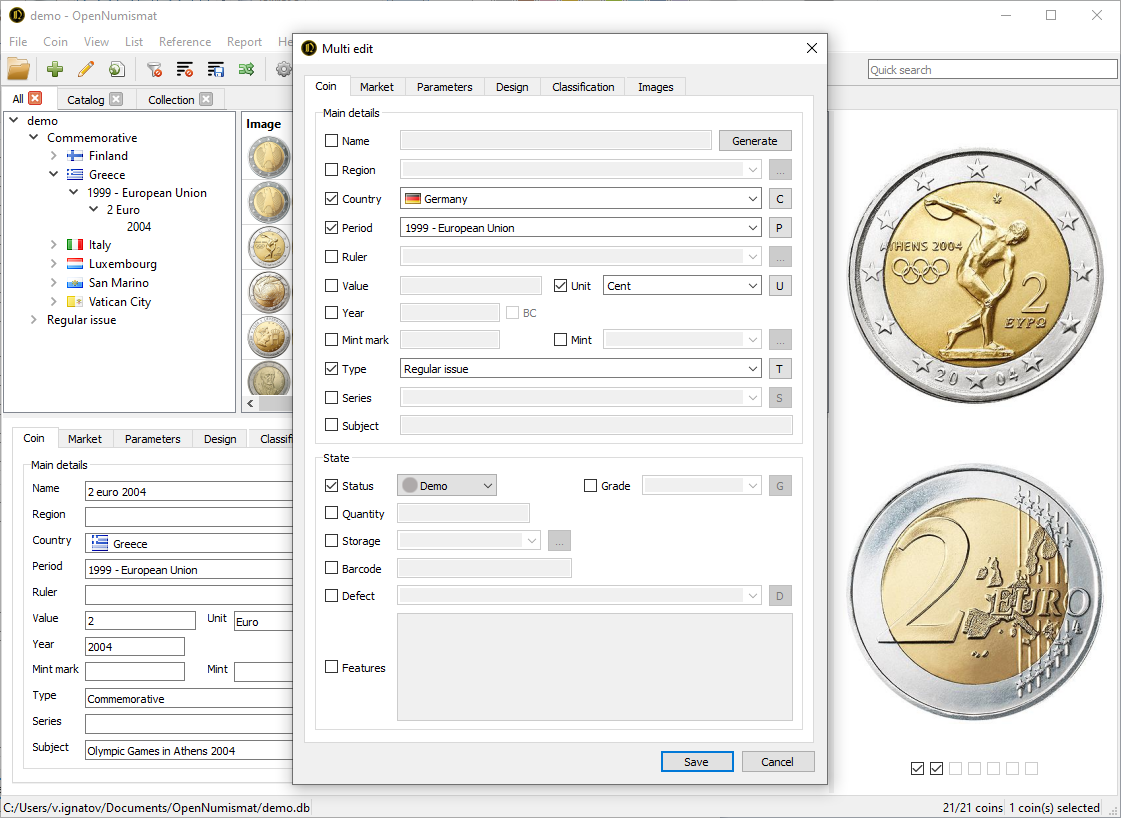 demo - OpenNumismat
File Coin View List Reference Report He
Quick search
All Catalog Collection
demo
Commemorative
Finland
Greece
1999 - European Union
2 Euro
2004
Italy
Luxembourg
San Marino
Vatican City
Regular issue
Image
Coin Market Parameters Design Classifi
Main details
Name 2 euro 2004
Region
Country Greece
Period 1999 - European Union
Ruler
Value 2 Unit Euro
Year 2004
Mint mark Mint
Type Commemorative
Series
Subject Olympic Games in Athens 2004
Multi edit
Coin Market Parameters Design Classification Images
Main details
Name Generate
Region ...
Country Germany C
Period 1999 - European Union P
Ruler ...
Value Unit Cent U
Year BC
Mint mark Mint ...
Type Regular issue T
Series S
Subject
State
Status Demo Grade G
Quantity
Storage ...
Barcode
Defect D
Features
Save Cancel
ATHENS 2004
2
ΕΥΡΩ
20 04
2 EURO
C:/Users/v.ignatov/Documents/OpenNumismat/demo.db 21/21 coins 1 coin(s) selected